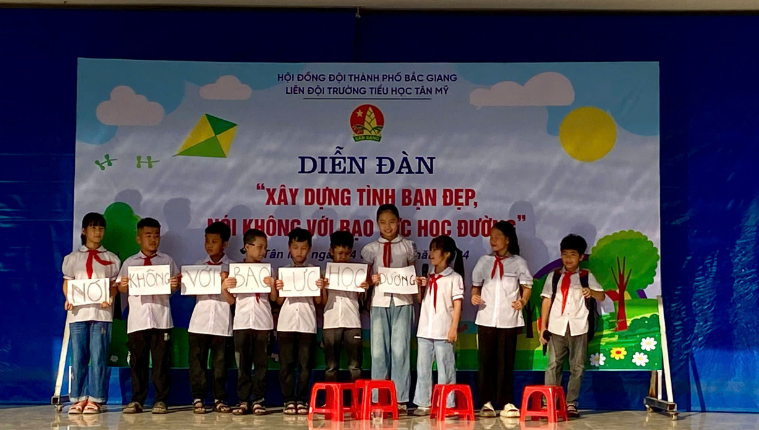 HỘI ĐỒNG ĐỘI THÀNH PHỐ BẮC GIANG
LIÊN ĐỘI TRƯỜNG TIỂU HỌC TÂN MỸ
DIỄN ĐÀN
“XÂY DỰNG TÌNH BẠN ĐẸP,
NÓI KHÔNG VỚI BẠO LỰC HỌC ĐƯỜNG”
NÓI KHÔNG VỚI BẠO LỰC HỌC ĐƯỜNG